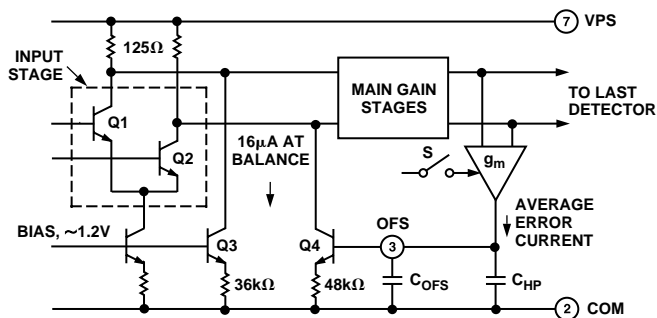 7 VPS
125Ω
INPUT
STAGE
Q1
Q2
MAIN GAIN
STAGES
TO LAST
DETECTOR
16µA AT
BALANCE
S
gm
AVERAGE
ERROR
CURRENT
BIAS, ~1.2V
Q3
Q4
OFS
3
36kΩ
48kΩ
COFS
CHP
2 COM